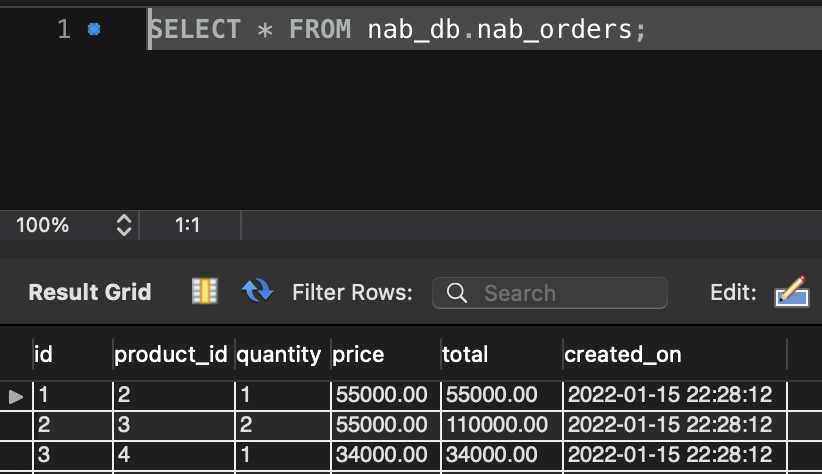 1 SELECT * FROM nab_db.nab_orders;
100% 1:1
Result Grid Filter Rows: Search Edit:
id product_id quantity price total created_on
1 2 1 55000.00 55000.00 2022-01-15 22:28:12
2 3 2 55000.00 110000.00 2022-01-15 22:28:12
3 4 1 34000.00 34000.00 2022-01-15 22:28:12